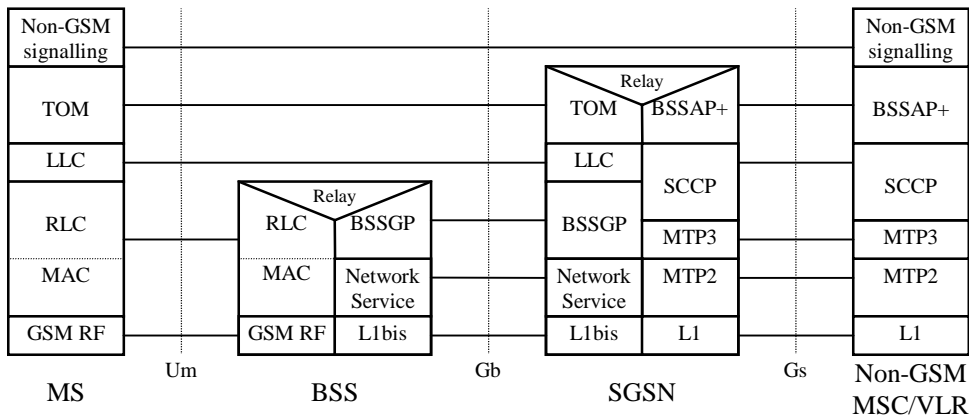 Non-GSM
signalling
Non-GSM
signalling
Relay
TOM
TOM
BSSAP+
BSSAP+
LLC
LLC
SCCP
SCCP
Relay
RLC
RLC
BSSGP
BSSGP
MTP3
MTP3
MAC
MAC
Network
Service
Network
Service
MTP2
MTP2
GSM RF
GSM RF
L1bis
L1bis
L1
L1
Um
Gb
Gs
MS
BSS
SGSN
Non-GSM
MSC/VLR